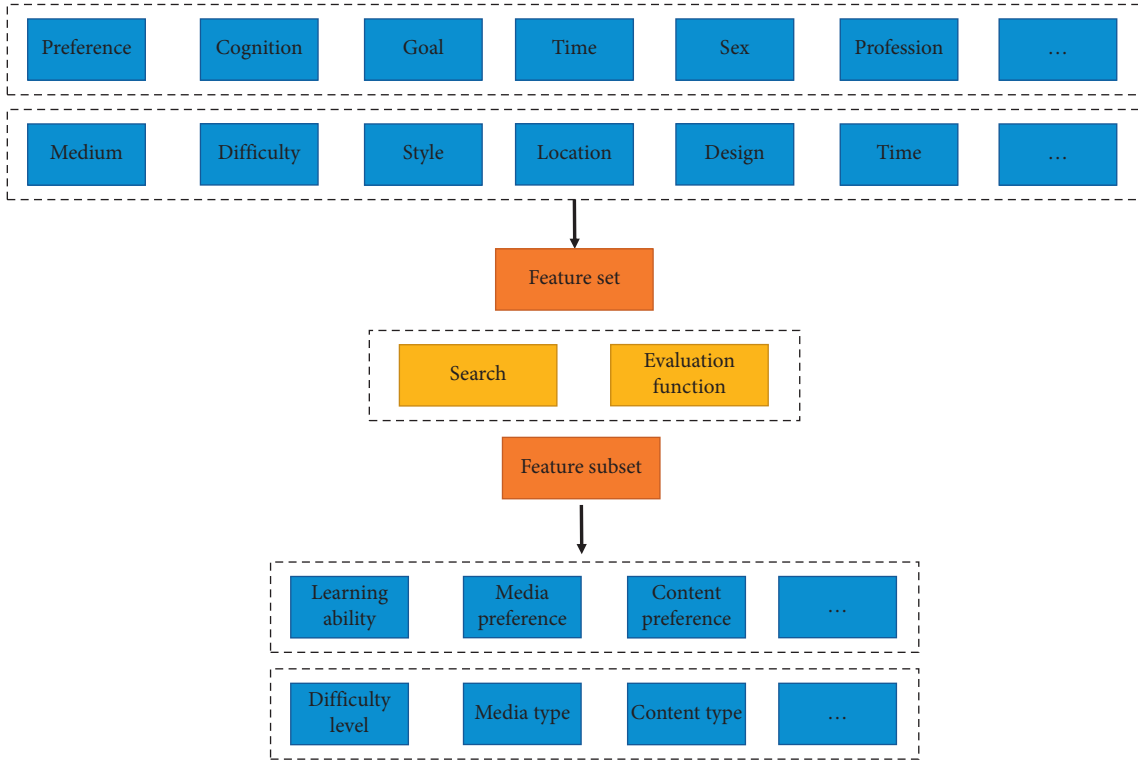 Preference Cognition Goal Time Sex Profession …
Medium Difficulty Style Location Design Time …
Feature set
Search
Evaluation
function
Feature subset
Learning
ability
Media
preference
Content
preference
…
Difficulty
level
Media type
Content type
…